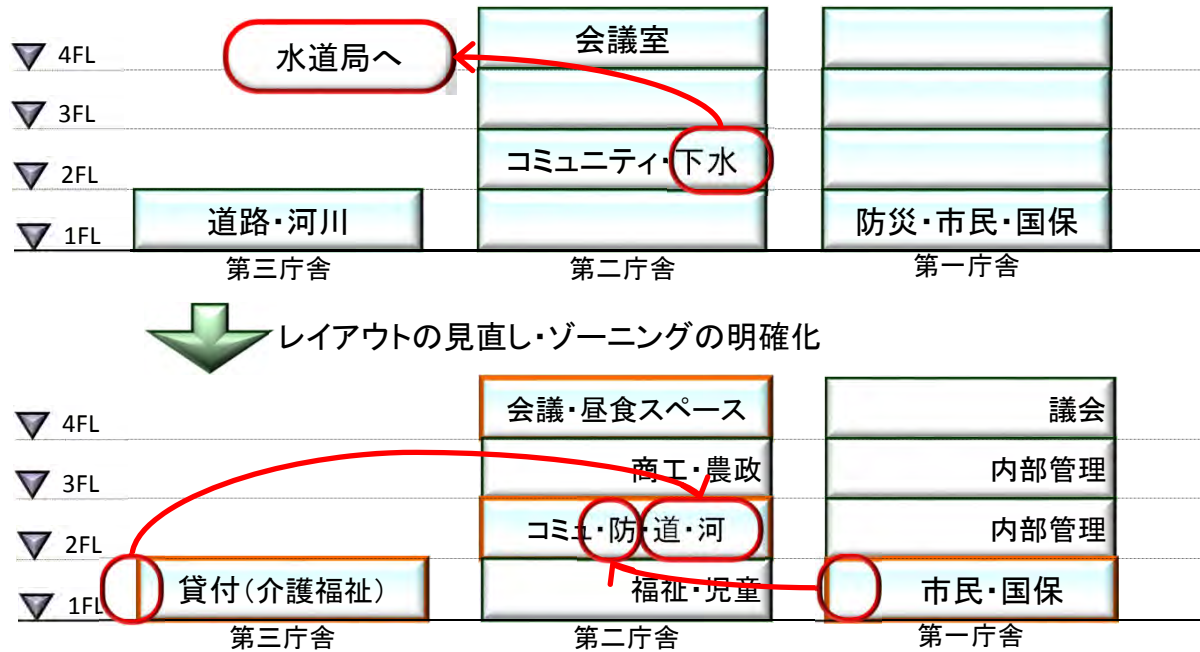 4FL
水道局へ
会議室
3FL
2FL
コミュニティ・下水
1FL
道路・河川
防災・市民・国保
第三庁舎
第二庁舎
第一庁舎
レイアウトの見直し・ゾーニングの明確化
4FL
会議・昼食スペース
議会
3FL
商工・農政
内部管理
2FL
コミュ・防・道・河
内部管理
1FL
貸付(介護福祉)
福祉・児童
市民・国保
第三庁舎
第二庁舎
第一庁舎